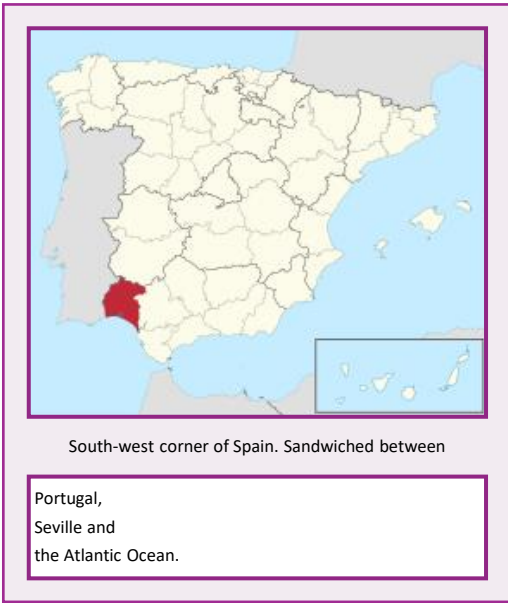 South-west corner of Spain. Sandwiched between
Portugal,
Seville and
the Atlantic Ocean.